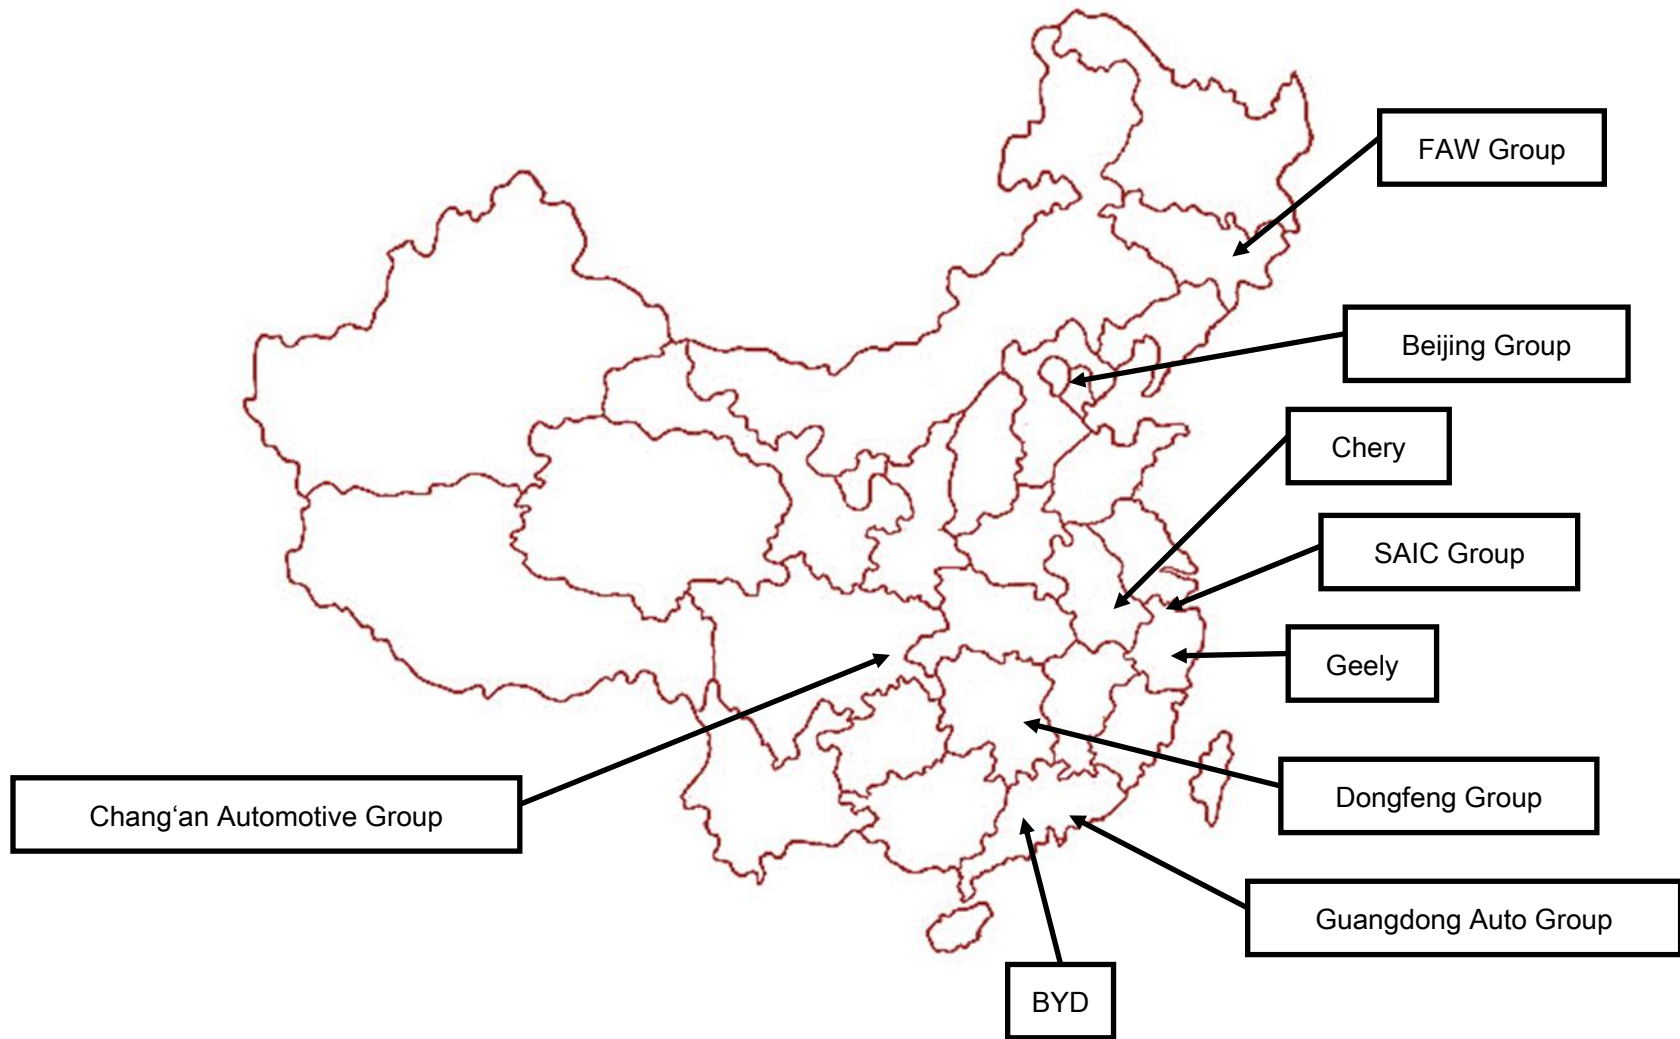 FAW Group
Beijing Group
Chery
SAIC Group
Geely
Dongfeng Group
Chang‘an Automotive Group
Guangdong Auto Group
BYD